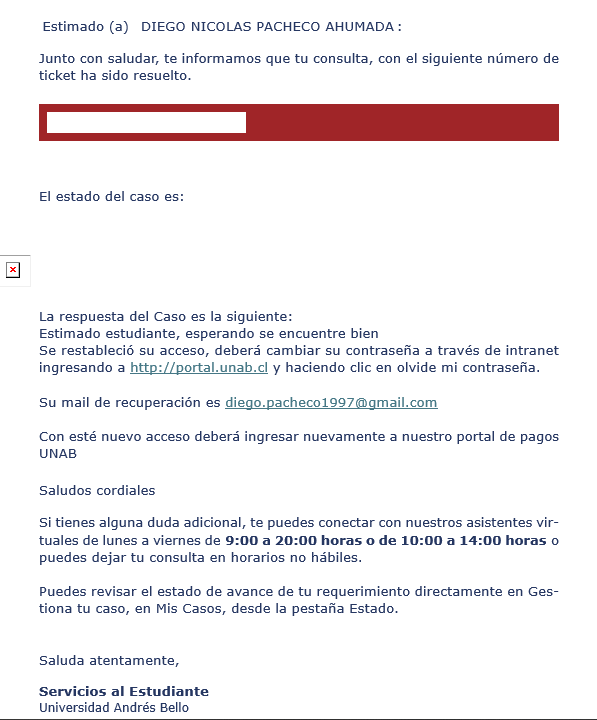 Estimado (a) DIEGO NICOLAS PACHECO AHUMADA :
Junto con saludar, te informamos que tu consulta, con el siguiente número de
ticket ha sido resuelto.
El estado del caso es:
La respuesta del Caso es la siguiente:
Estimado estudiante, esperando se encuentre bien
Se restableció su acceso, deberá cambiar su contraseña a través de intranet
ingresando a http://portal.unab.cl y haciendo clic en olvide mi contraseña.
Su mail de recuperación es diego.pacheco1997@gmail.com
Con esté nuevo acceso deberá ingresar nuevamente a nuestro portal de pagos
UNAB
Saludos cordiales
Si tienes alguna duda adicional, te puedes conectar con nuestros asistentes vir-
tuales de lunes a viernes de 9:00 a 20:00 horas o de 10:00 a 14:00 horas o
puedes dejar tu consulta en horarios no hábiles.
Puedes revisar el estado de avance de tu requerimiento directamente en Ges-
tiona tu caso, en Mis Casos, desde la pestaña Estado.
Saluda atentamente,
Servicios al Estudiante
Universidad Andrés Bello